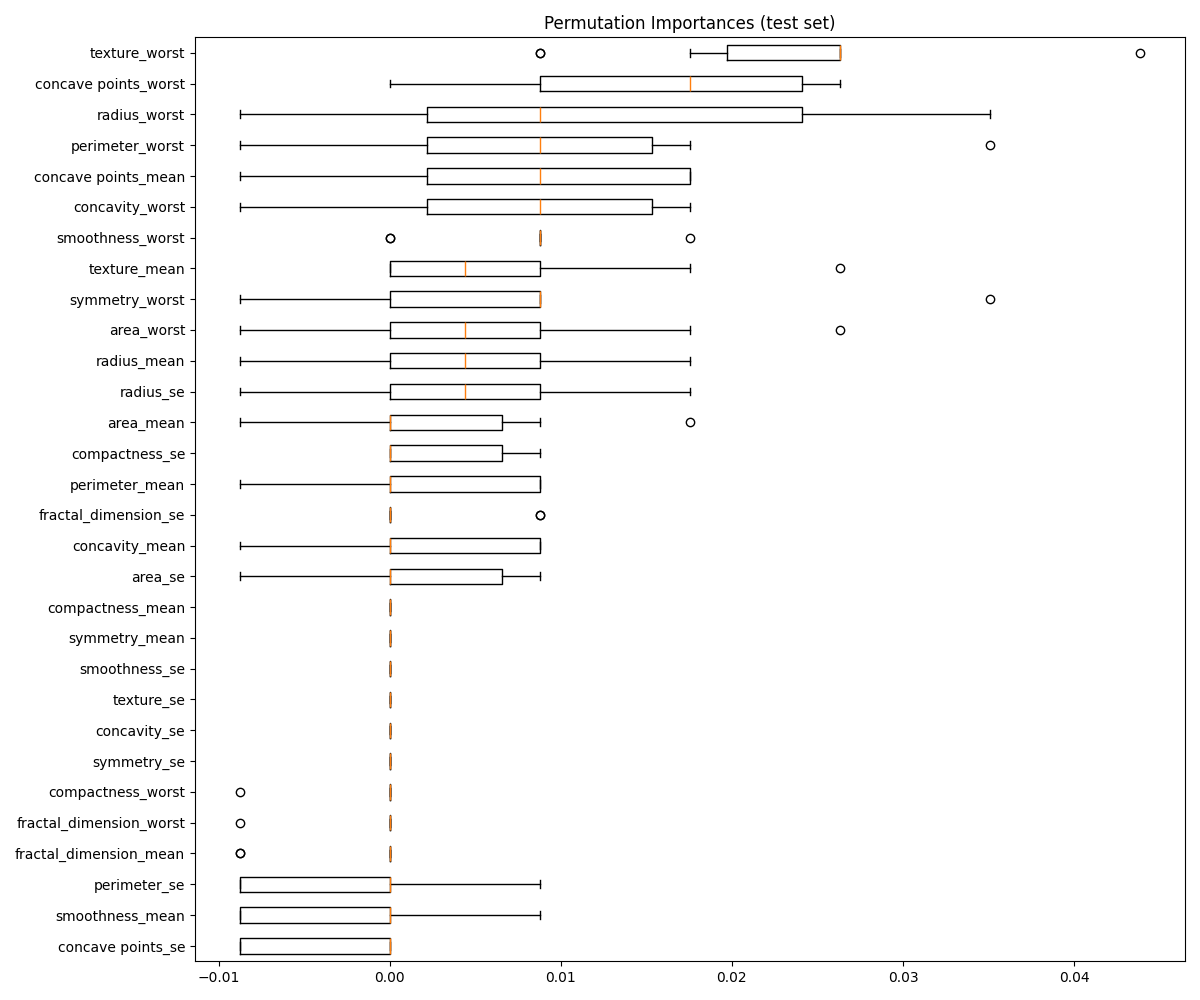 Permutation Importances (test set)
texture_worst
concave points_worst
radius_worst
perimeter_worst
concave points_mean
concavity_worst
smoothness_worst
texture_mean
symmetry_worst
area_worst
radius_mean
radius_se
area_mean
compactness_se
perimeter_mean
fractal_dimension_se
concavity_mean
area_se
compactness_mean
symmetry_mean
smoothness_se
texture_se
concavity_se
symmetry_se
compactness_worst
fractal_dimension_worst
fractal_dimension_mean
perimeter_se
smoothness_mean
concave points_se
−0.01 0.00 0.01 0.02 0.03 0.04